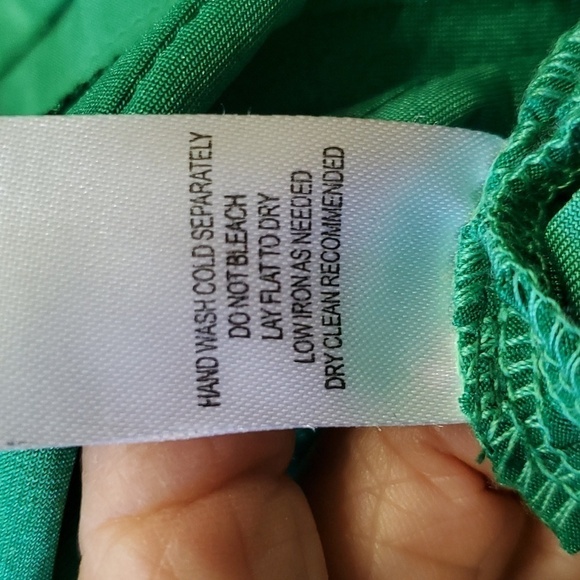 HAND WASH COLD SEPARATELY
DO NOT BLEACH
LAY FLAT TO DRY
LOW IRON AS NEEDED
DRY CLEAN RECOMMENDED